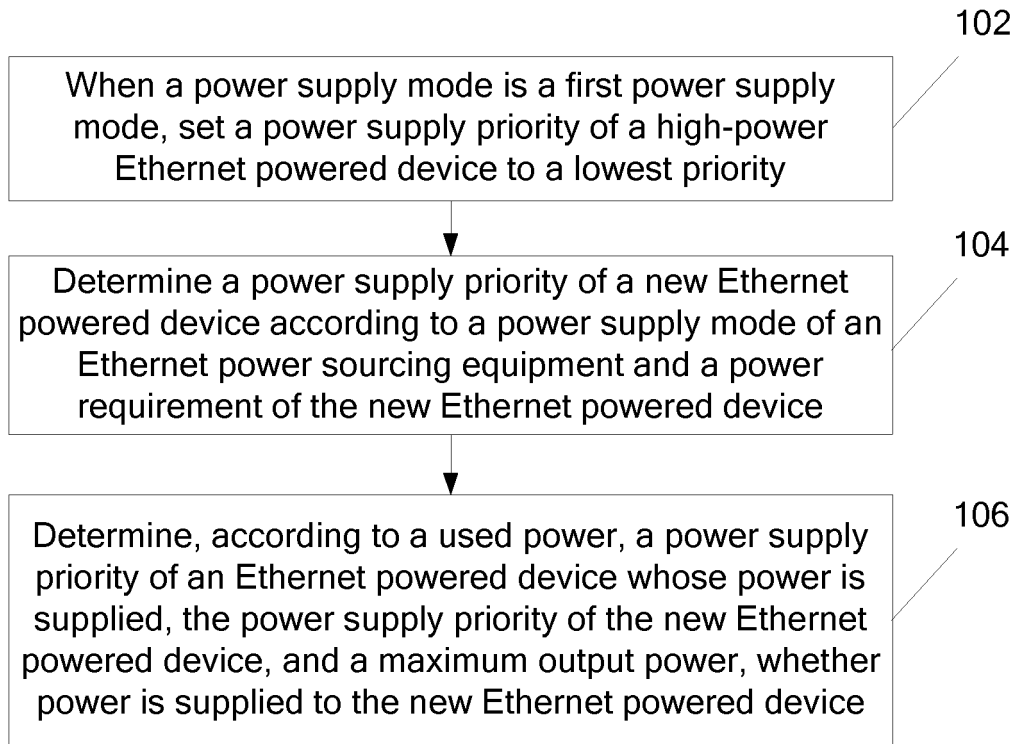 102
When a power supply mode is a first power supply
mode, set a power supply priority of a high-power
Ethernet powered device to a lowest priority
104
Determine a power supply priority of a new Ethernet
powered device according to a power supply mode of an
Ethernet power sourcing equipment and a power
requirement of the new Ethernet powered device
106
Determine, according to a used power, a power supply
priority of an Ethernet powered device whose power is
supplied, the power supply priority of the new Ethernet
powered device, and a maximum output power, whether
power is supplied to the new Ethernet powered device